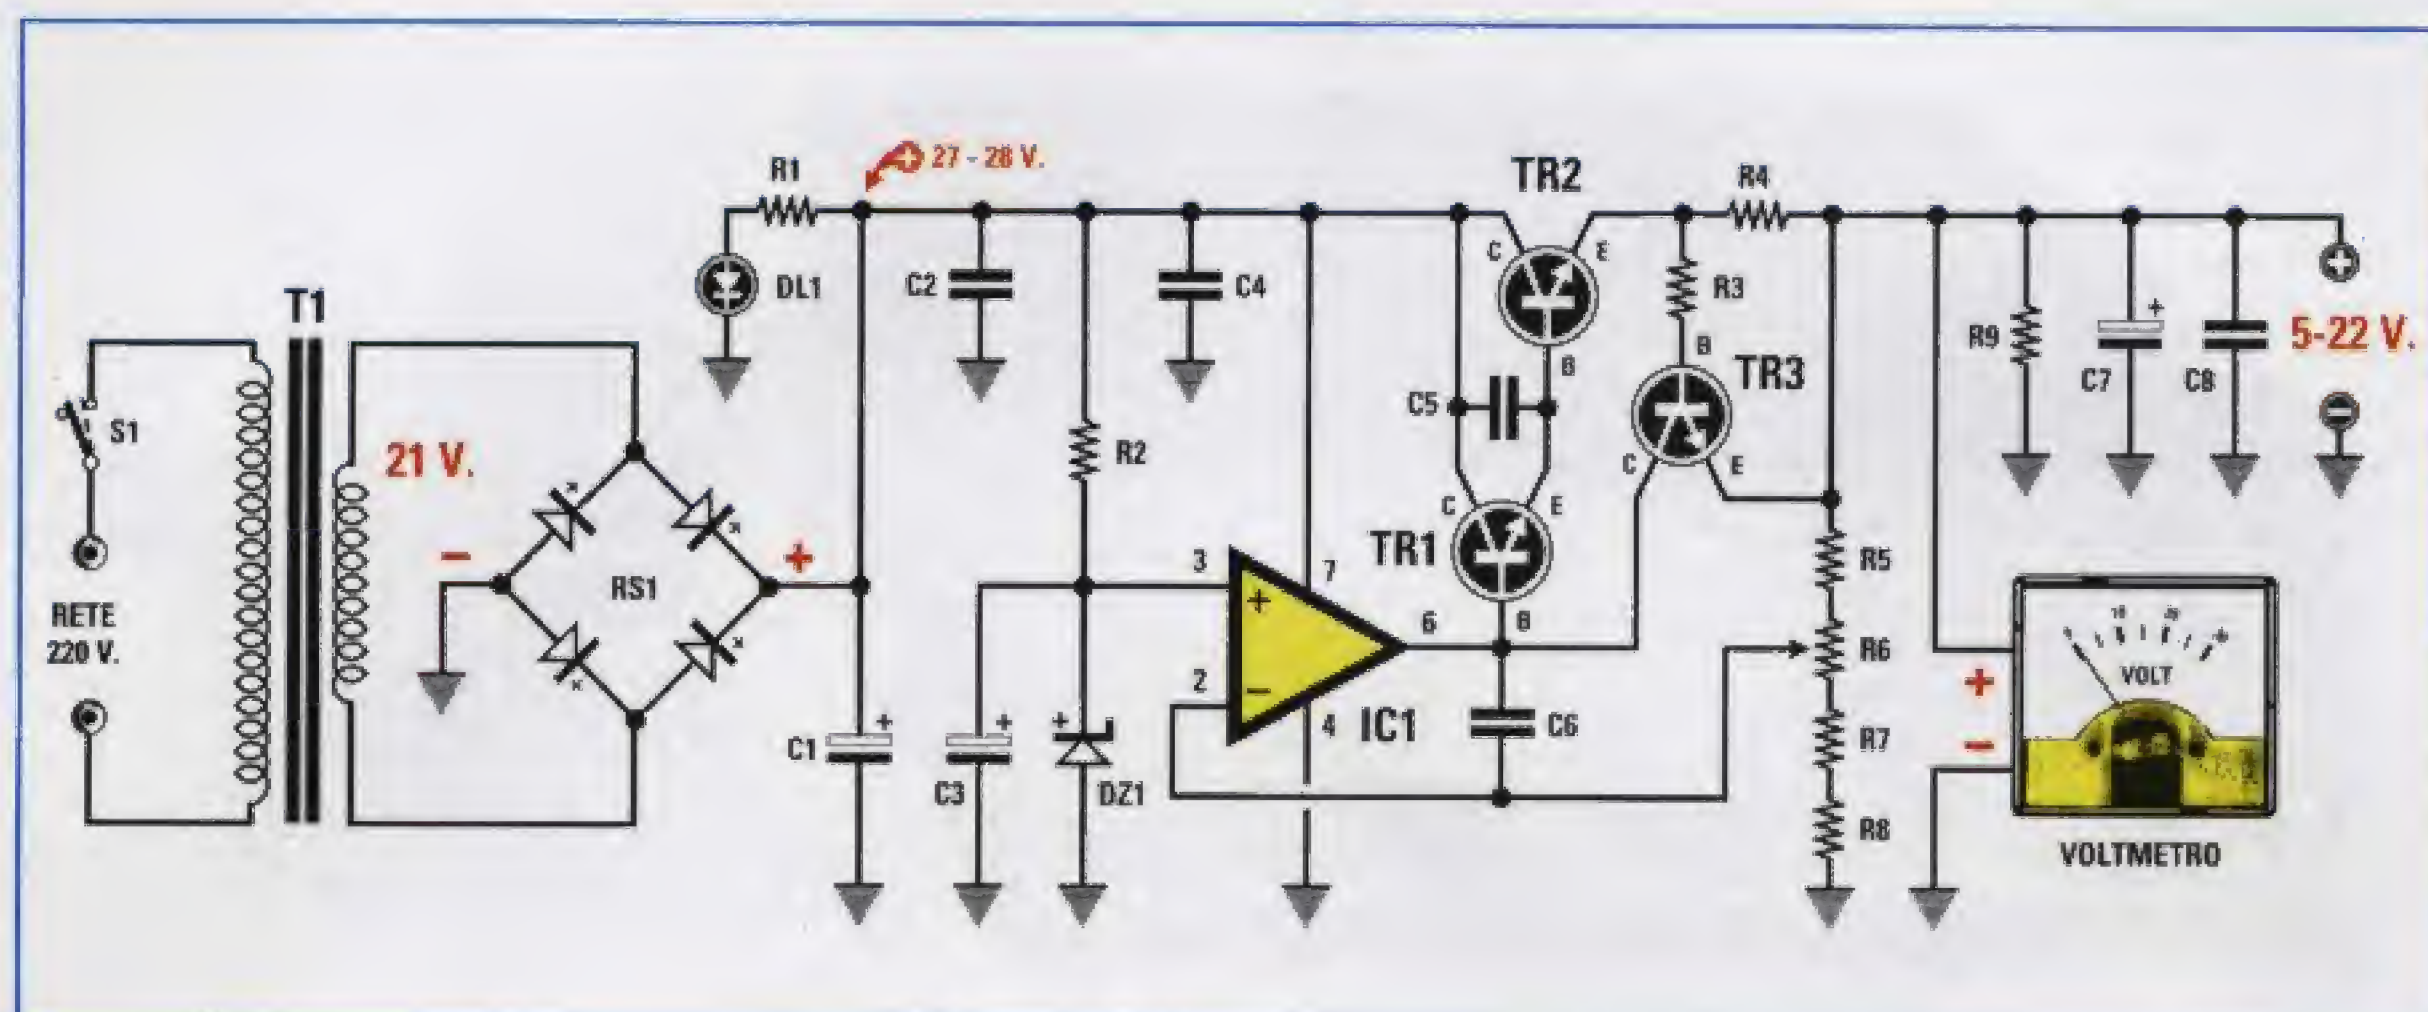 T1
S1
RETE
220 V.
21 V.
-
+
RS1
R1
+ 27 - 28 V.
DL1
C2
C4
R2
C1
+
C3
+
+
DZ1
3
+
2
-
7
4
6
IC1
TR2
C
E
B
C5
C
E
TR1
B
C6
R4
R3
B
TR3
C
E
R5
R6
R7
R8
R9
+
C7
C8
+
5-22 V.
-
+
-
VOLT
VOLTMETRO